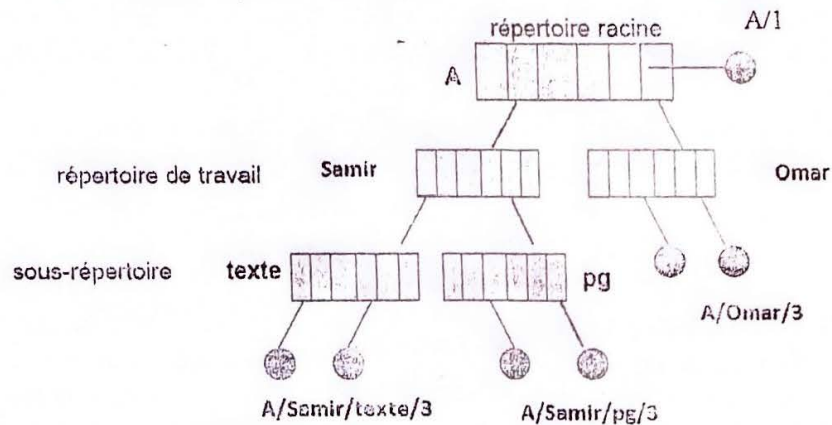 répertoire racine
A/1
A
répertoire de travail
Samir
Omar
sous-répertoire
texte
pg
A/Omar/3
A/Samir/texte/3
A/Samir/pg/3